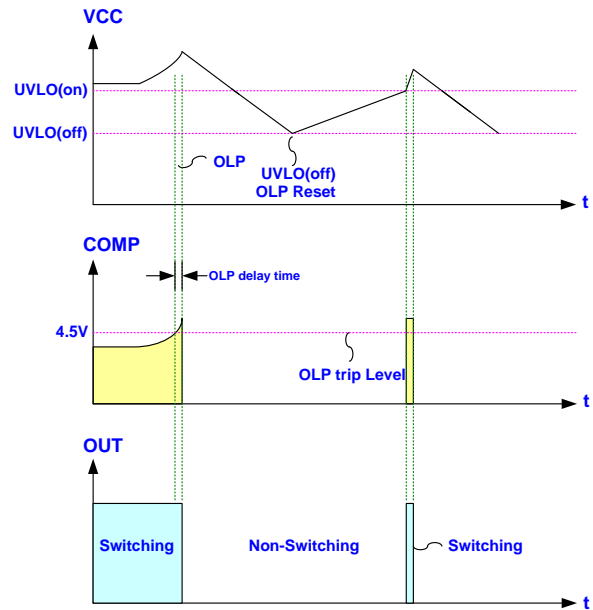 VCC
UVLO(on)
UVLO(off)
OLP
UVLO(off)
OLP Reset
t
COMP
OLP delay time
4.5V
OLP trip Level
t
OUT
Switching
Non-Switching
Switching
t